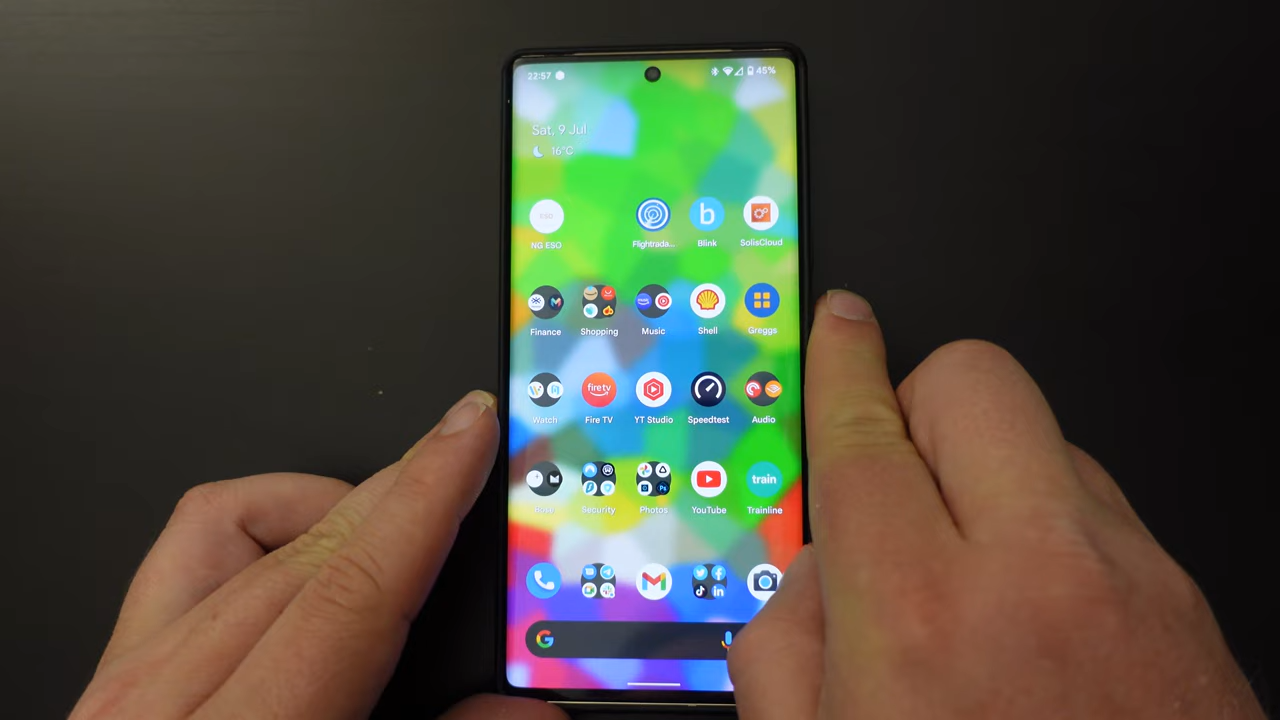 22:57 45%
Sat, 9 Jul
16°C
NG ESO Flightrada... Blink SolisCloud
Finance Shopping Music Shell Greggs
fire tv
Watch Fire TV YT Studio Speedtest Audio
train
Bose Security Photos YouTube Trainline